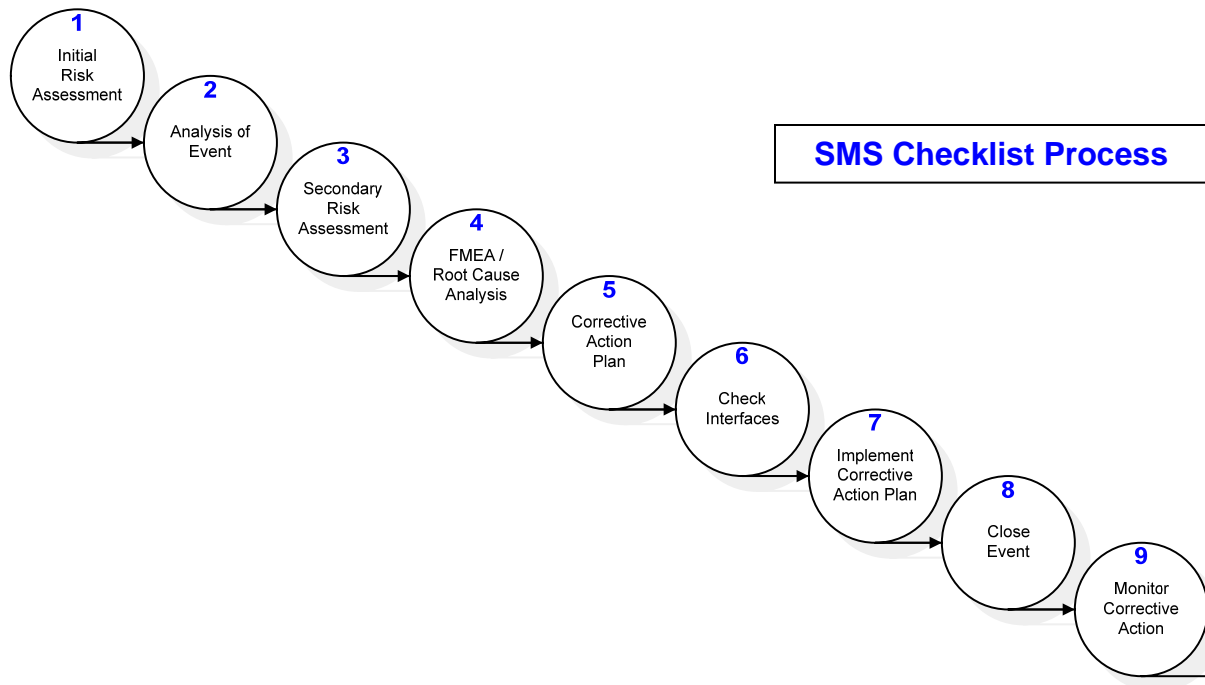 1
Initial
Risk
Assessment
2
Analysis of
Event
SMS Checklist Process
3
Secondary
Risk
Assessment
4
FMEA /
Root Cause
Analysis
5
Corrective
Action
Plan
6
Check
Interfaces
7
Implement
Corrective
Action Plan
8
Close
Event
9
Monitor
Corrective
Action